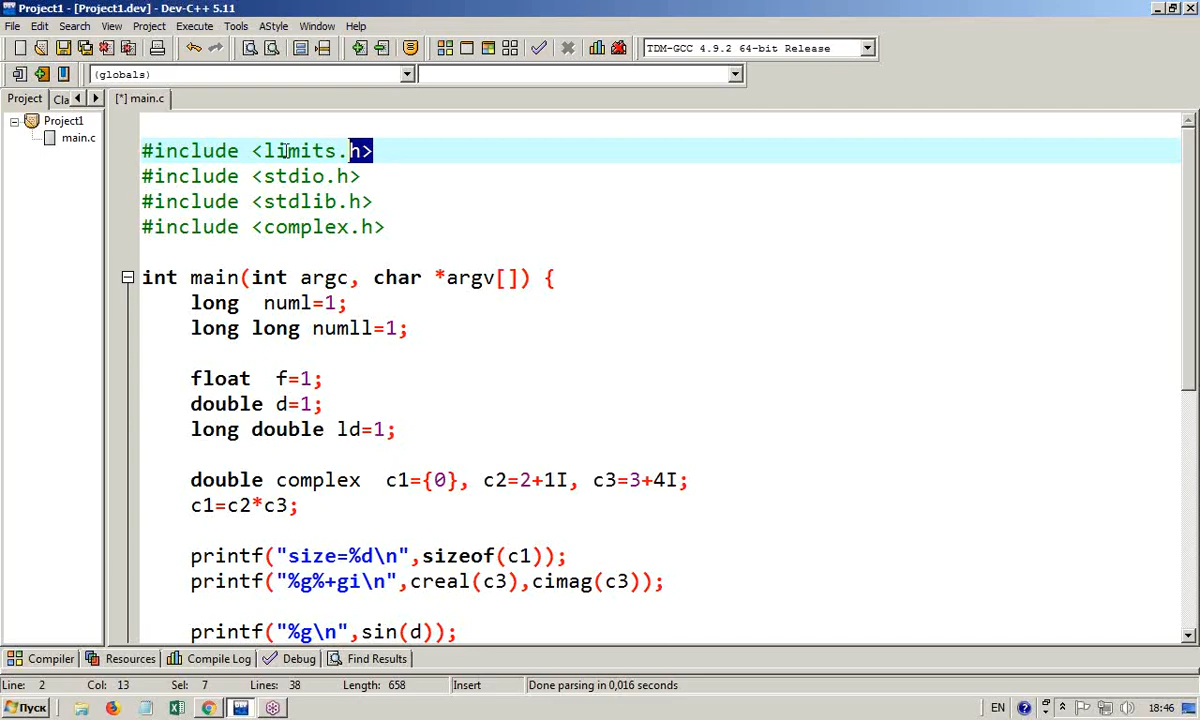 Project1 - [Project1.dev] - Dev-C++ 5.11
File Edit Search View Project Execute Tools AStyle Window Help
TDM-GCC 4.9.2 64-bit Release
(globals)
Project Cla [*] main.c
Project1
main.c
#include <limits.h>
#include <stdio.h>
#include <stdlib.h>
#include <complex.h>
int main(int argc, char *argv[]) {
long  numl=1;
long long numll=1;
float  f=1;
double d=1;
long double ld=1;
double complex  c1={0}, c2=2+1I, c3=3+4I;
c1=c2*c3;
printf("size=%d\n",sizeof(c1));
printf("%g%+gi\n",creal(c3),cimag(c3));
printf("%g\n",sin(d));
Compiler Resources Compile Log Debug Find Results
Line: 2 Col: 13 Sel: 7 Lines: 38 Length: 658 Insert Done parsing in 0,016 seconds
Пуск EN 18:46